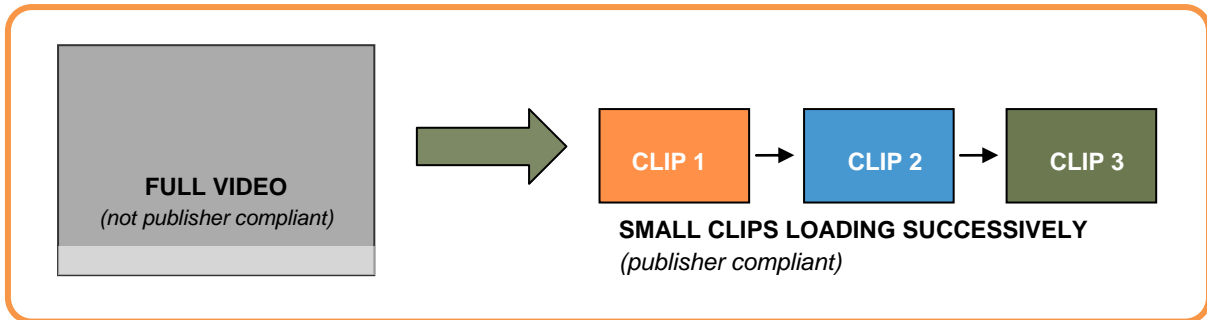 FULL VIDEO
(not publisher compliant)
CLIP 1
CLIP 2
CLIP 3
SMALL CLIPS LOADING SUCCESSIVELY
(publisher compliant)